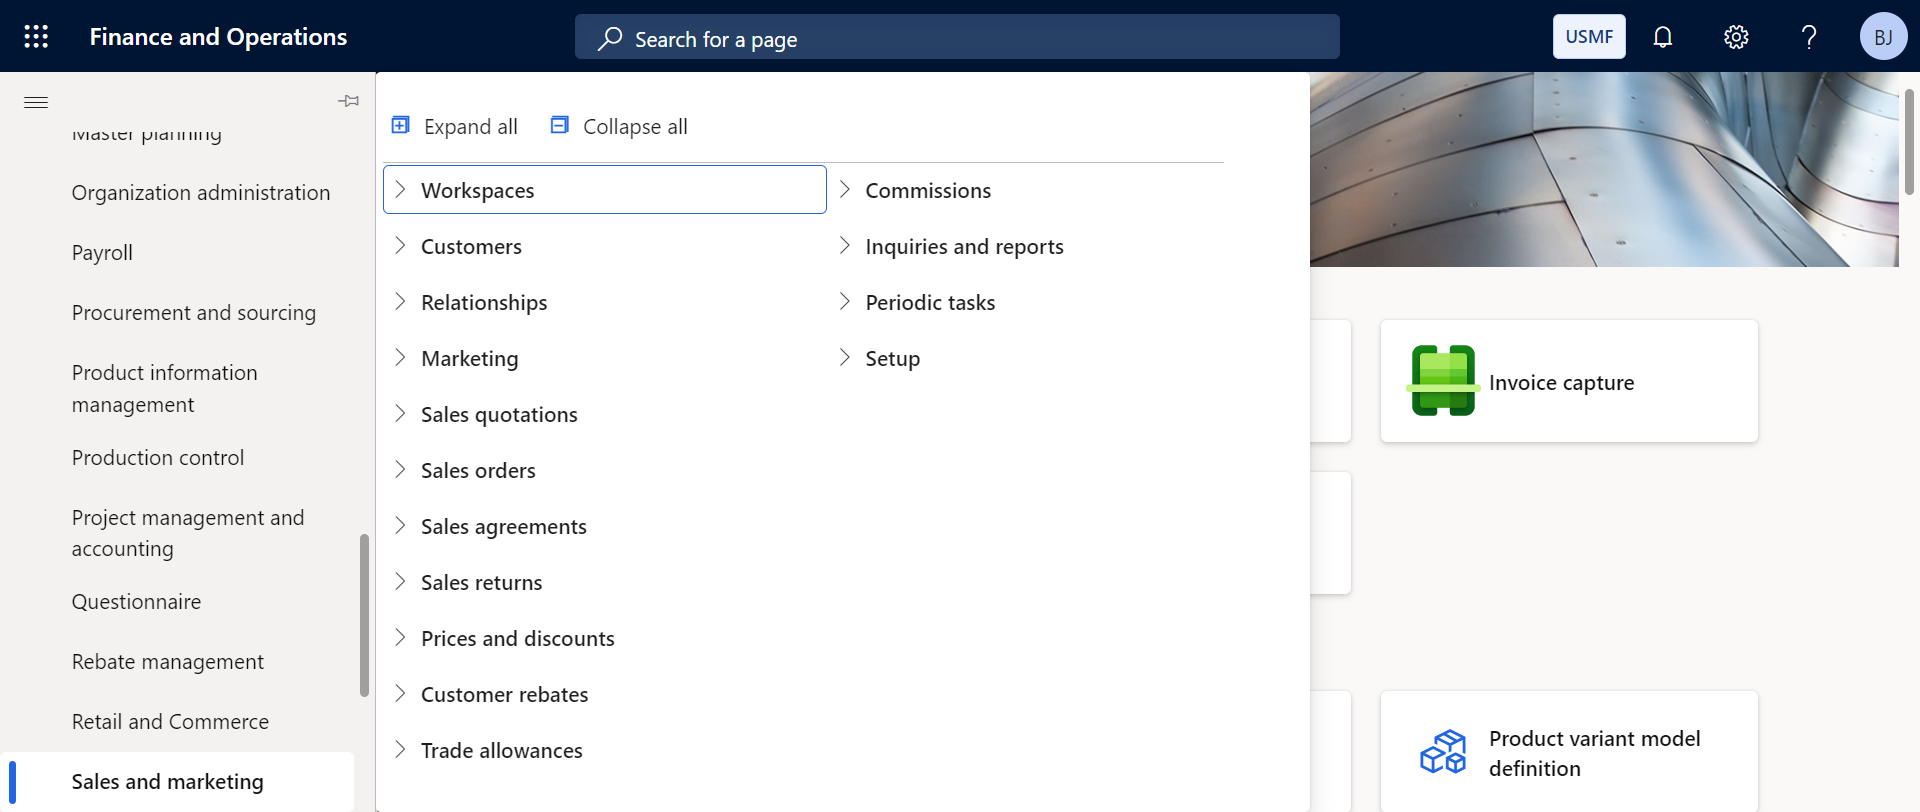 Finance and Operations
Search for a page
USMF
BJ
Master planning
Organization administration
Payroll
Procurement and sourcing
Product information
management
Production control
Project management and
accounting
Questionnaire
Rebate management
Retail and Commerce
Sales and marketing
Expand all
Collapse all
Workspaces
Customers
Relationships
Marketing
Sales quotations
Sales orders
Sales agreements
Sales returns
Prices and discounts
Customer rebates
Trade allowances
Commissions
Inquiries and reports
Periodic tasks
Setup
Invoice capture
Product variant model
definition